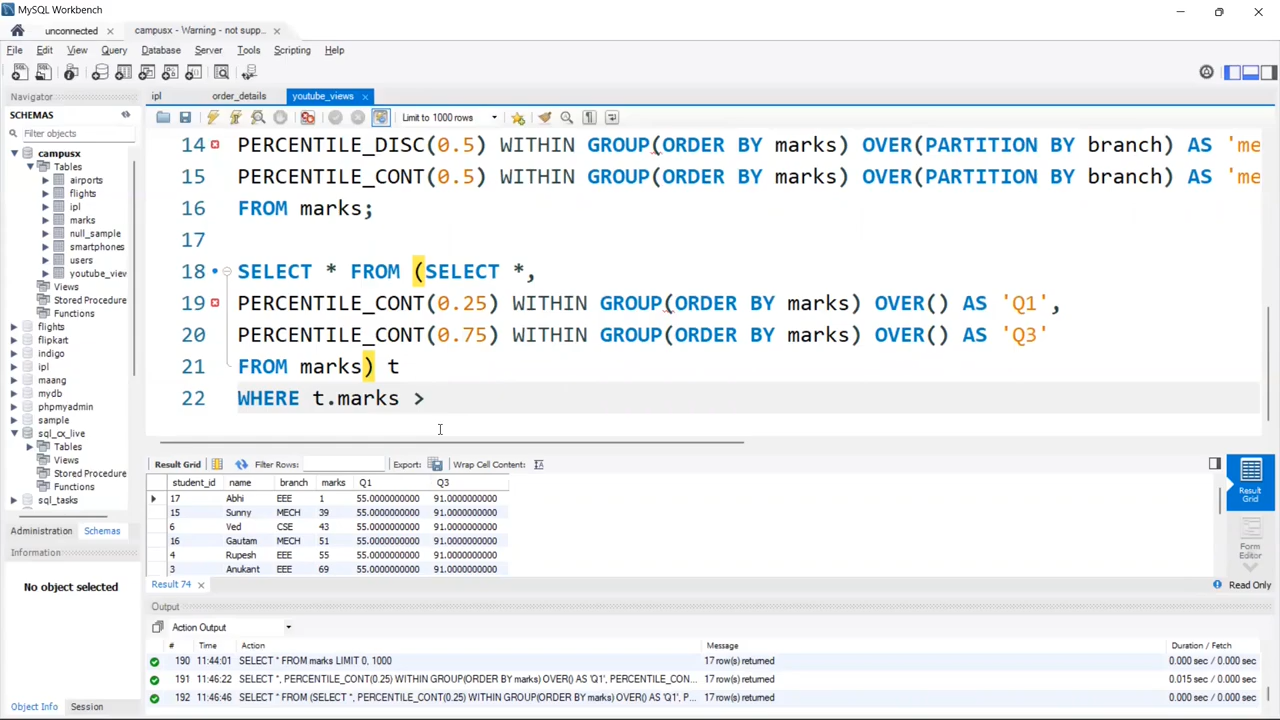 MySQL Workbench
unconnected
campusx - Warning - not supp...
File Edit View Query Database Server Tools Scripting Help
Navigator
SCHEMAS
Filter objects
campusx
Tables
airports
flights
ipl
marks
null_sample
smartphones
users
youtube_view
Views
Stored Procedure
Functions
flights
flipkart
indigo
ipl
maang
mydb
phpmyadmin
sample
sql_cx_live
Tables
Views
Stored Procedure
Functions
sql_tasks
Administration Schemas
Information
No object selected
Object Info Session
ipl order_details youtube_views
Limit to 1000 rows
14 PERCENTILE_DISC(0.5) WITHIN GROUP(ORDER BY marks) OVER(PARTITION BY branch) AS 'me
15 PERCENTILE_CONT(0.5) WITHIN GROUP(ORDER BY marks) OVER(PARTITION BY branch) AS 'me
16 FROM marks;
17
18 SELECT * FROM (SELECT *,
19 PERCENTILE_CONT(0.25) WITHIN GROUP(ORDER BY marks) OVER() AS 'Q1',
20 PERCENTILE_CONT(0.75) WITHIN GROUP(ORDER BY marks) OVER() AS 'Q3'
21 FROM marks) t
22 WHERE t.marks >
Result Grid Filter Rows: Export: Wrap Cell Content:
student_id name branch marks Q1 Q3
17 Abhi EEE 1 55.0000000000 91.0000000000
15 Sunny MECH 39 55.0000000000 91.0000000000
6 Ved CSE 43 55.0000000000 91.0000000000
16 Gautam MECH 51 55.0000000000 91.0000000000
4 Rupesh EEE 55 55.0000000000 91.0000000000
3 Anukant EEE 69 55.0000000000 91.0000000000
Result Grid
Form Editor
Result 74
Read Only
Output
Action Output
# Time Action Message Duration / Fetch
190 11:44:01 SELECT * FROM marks LIMIT 0, 1000 17 row(s) returned 0.000 sec / 0.000 sec
191 11:46:22 SELECT *, PERCENTILE_CONT(0.25) WITHIN GROUP(ORDER BY marks) OVER() AS 'Q1', PERCENTILE_CON... 17 row(s) returned 0.015 sec / 0.000 sec
192 11:46:46 SELECT * FROM (SELECT *, PERCENTILE_CONT(0.25) WITHIN GROUP(ORDER BY marks) OVER() AS 'Q1', P... 17 row(s) returned 0.000 sec / 0.000 sec